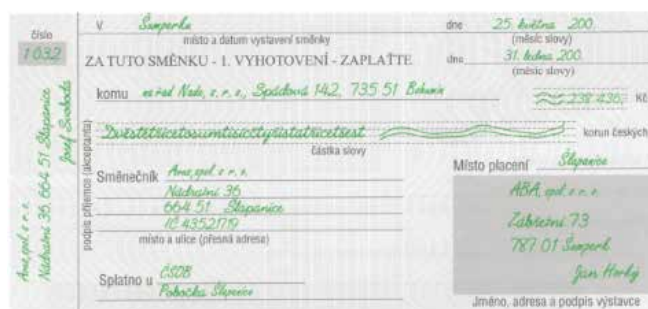 číslo
1032
V Šumperku dne 25. května 200.
místo a datum vystavení směnky (měsíc slovy)
ZA TUTO SMĚNKU - 1. VYHOTOVENÍ - ZAPLAŤTE dne 31. ledna 200.
(měsíc slovy)
komu na řad Nado, s. r. o., Spádová 142, 735 51 Bohumín
238.436,- Kč
Dvěstětřicetosmtisícčtyřistatřicetšest korun českých
částka slovy
Směnečník Ama, spol. s r. o. Místo placení Šlapanice
Nádražní 36
664 51 Šlapanice
IČ 43521719
místo a ulice (přesná adresa)
Splatno u ČSOB
Pobočka Šlapanice
ABA, spol. s r. o.
Zábřežní 73
787 01 Šumperk
Jan Horký
Jméno, adresa a podpis výstavce
podpis příjemce (akceptanta)
Ama, spol. s r. o.
Nádražní 36, 664 51 Šlapanice
Josef Svoboda